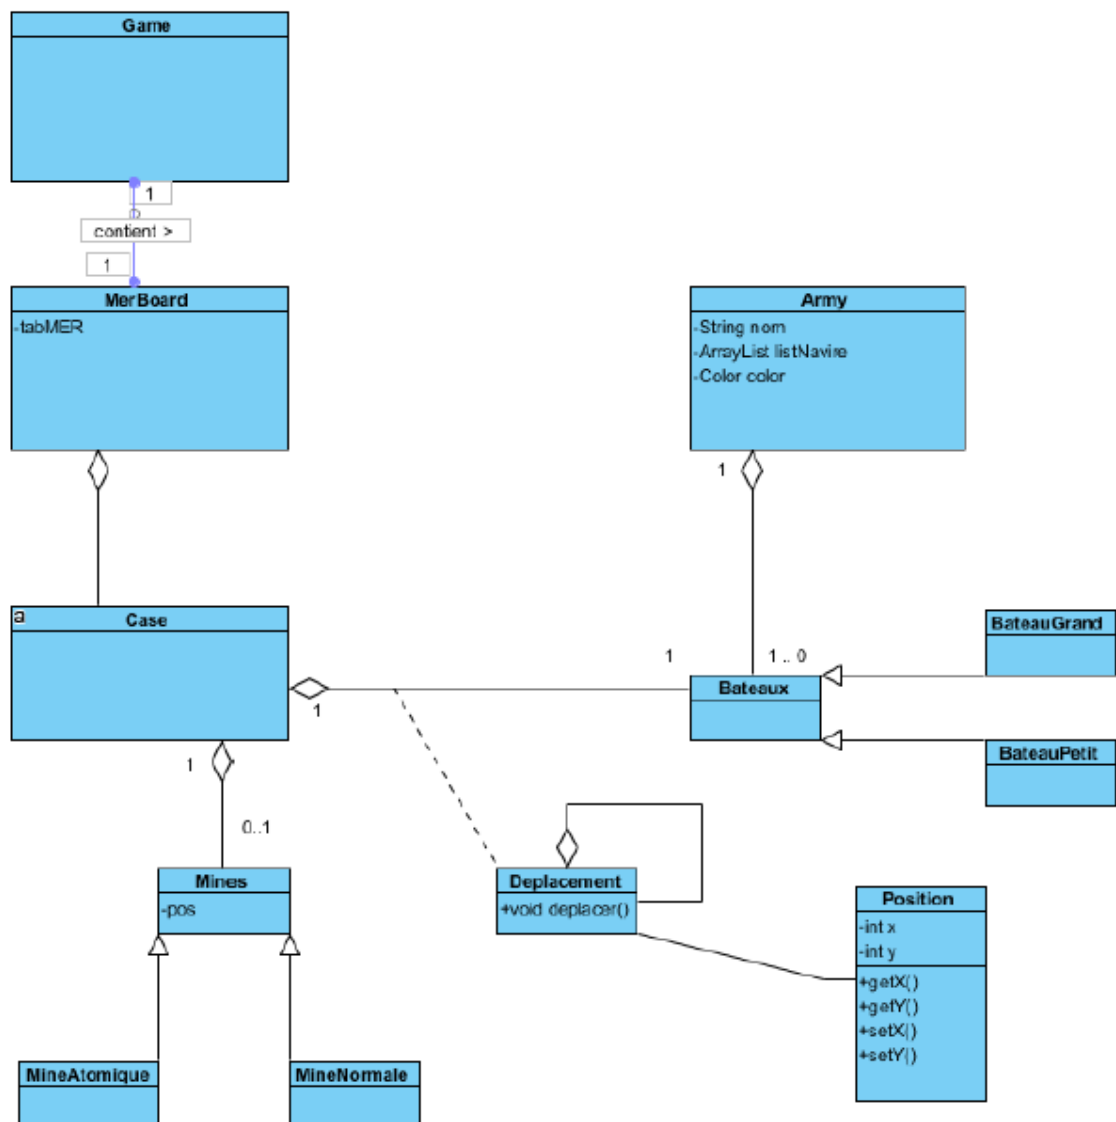 Game
1
contient >
1
MerBoard
-tabMER
Army
-String nom
-ArrayList listNavire
-Color color
1
a
Case
1
1 .. 0
BateauGrand
Bateaux
1
BateauPetit
1
0..1
Mines
-pos
Deplacement
+void deplacer()
Position
-int x
-int y
+getX()
+getY()
+setX()
+setY()
MineAtomique
MineNormale